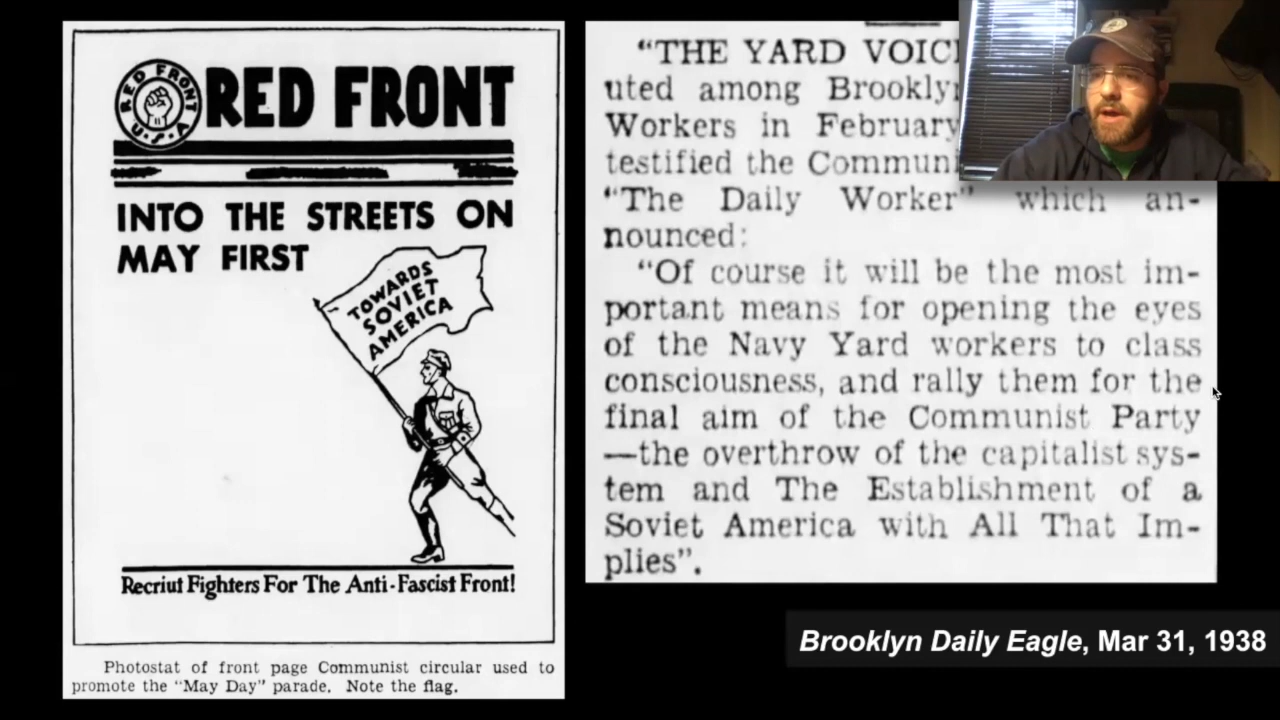 RED FRONT
U.S.A
RED FRONT
INTO THE STREETS ON
MAY FIRST
TOWARDS
SOVIET
AMERICA
Recriut Fighters For The Anti-Fascist Front!
Photostat of front page Communist circular used to
promote the "May Day" parade. Note the flag.
"THE YARD
uted among
Workers in February
testified the
"The Daily Worker" which an-
nounced:
"Of course it will be the most im-
portant means for opening the eyes
of the Navy Yard workers to class
consciousness, and rally them for the
final aim of the Communist Party
—the overthrow of the capitalist sys-
tem and The Establishment of a
Soviet America with All That Im-
plies".
Brooklyn Daily Eagle, Mar 31, 1938